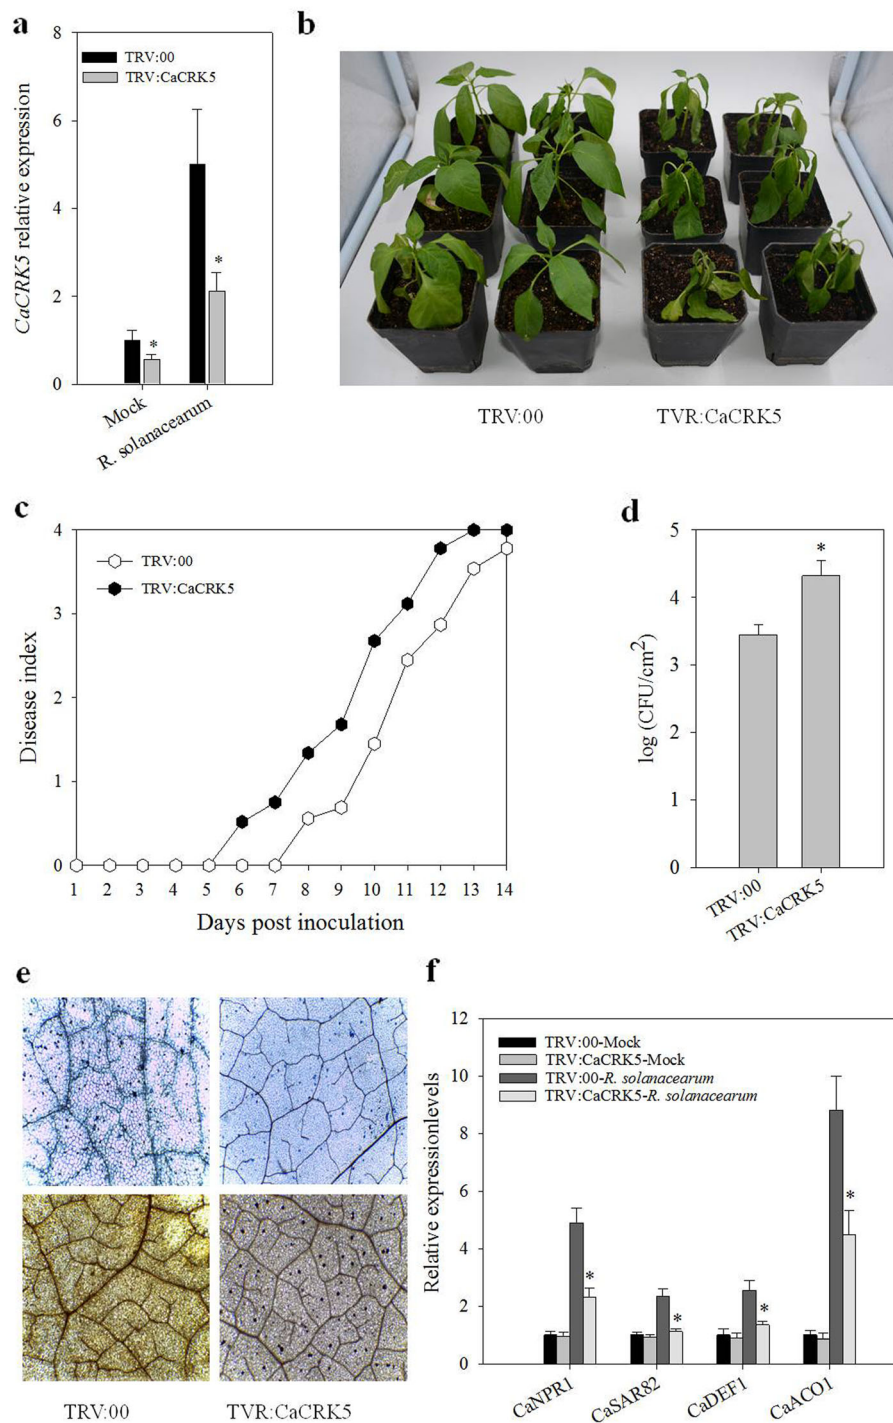 a
8
6
4
2
0
CaCRK5 relative expression
TRV:00
TRV:CaCRK5
*
*
Mock
R. solanacearum
b
TRV:00 TVR:CaCRK5
c
4
3
2
1
0
Disease index
TRV:00
TRV:CaCRK5
1 2 3 4 5 6 7 8 9 10 11 12 13 14
Days post inoculation
d
5
4
3
2
1
0
log (CFU/cm2)
*
TRV:00
TRV:CaCRK5
e
TRV:00 TVR:CaCRK5
f
12
10
8
6
4
2
0
Relative expressionlevels
TRV:00-Mock
TRV:CaCRK5-Mock
TRV:00-R. solanacearum
TRV:CaCRK5-R. solanacearum
*
*
*
*
CaNPR1
CaSAR82
CaDEF1
CaACO1